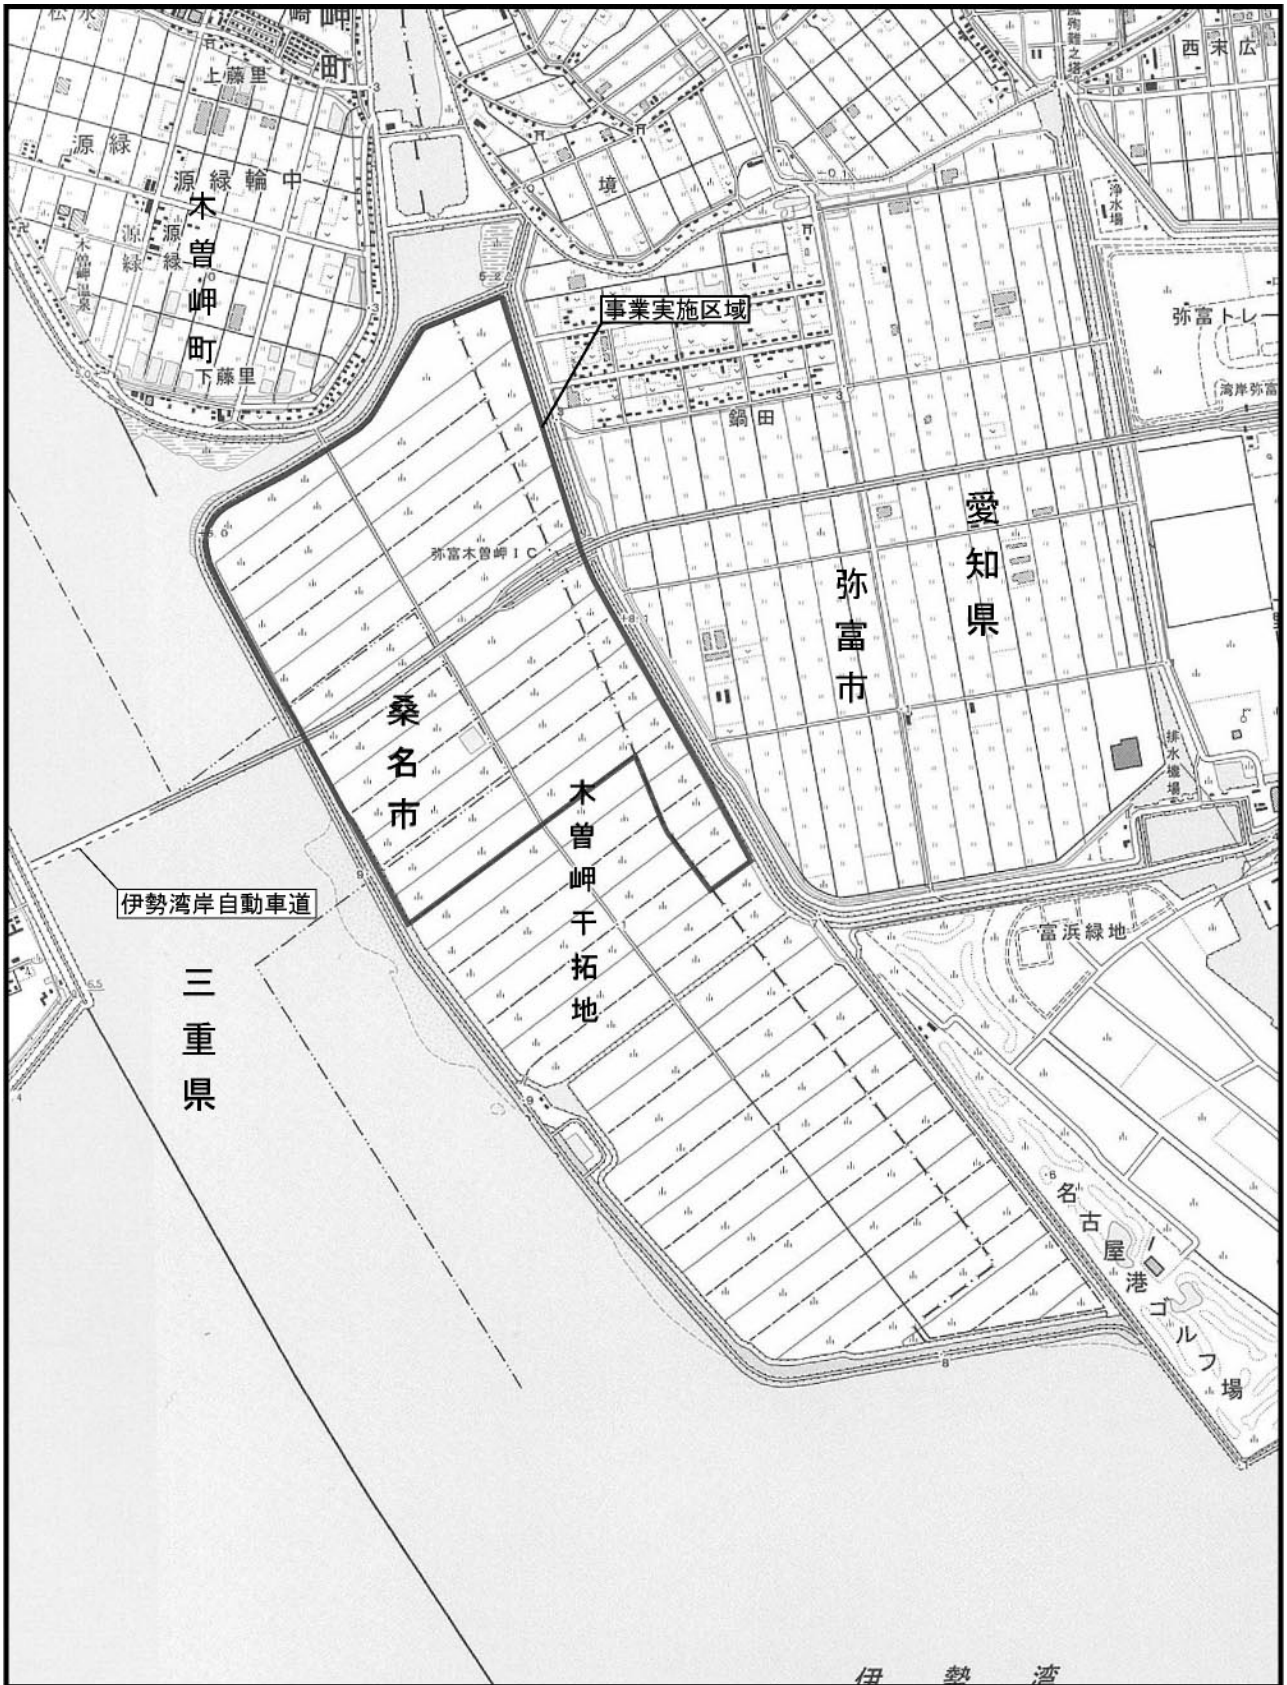 松永
崎
岬
町
上藤里
源緑
源緑輪中
源緑
源緑
木曽岬町
木曽岬温泉
下藤里
境
西末広
浄水場
事業実施区域
弥富トレー
湾岸弥富
鍋田
弥富木曽岬IC
愛知県
弥富市
桑名市
木曽岬干拓地
排水機場
伊勢湾岸自動車道
富浜緑地
三重県
名古屋港ゴルフ場
伊勢湾